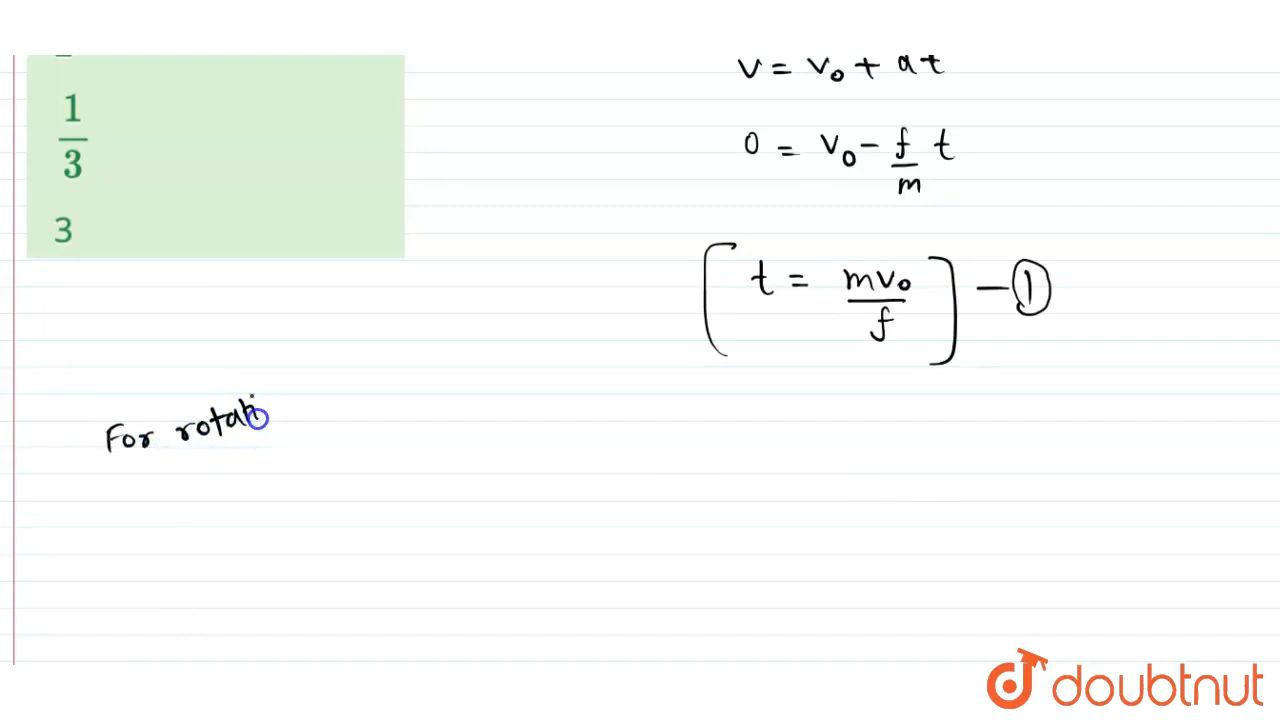 1/3
3
v = v₀ + at
0 = v₀ - f/m t
t = mv₀/f - ①
For rotati
doubtnut